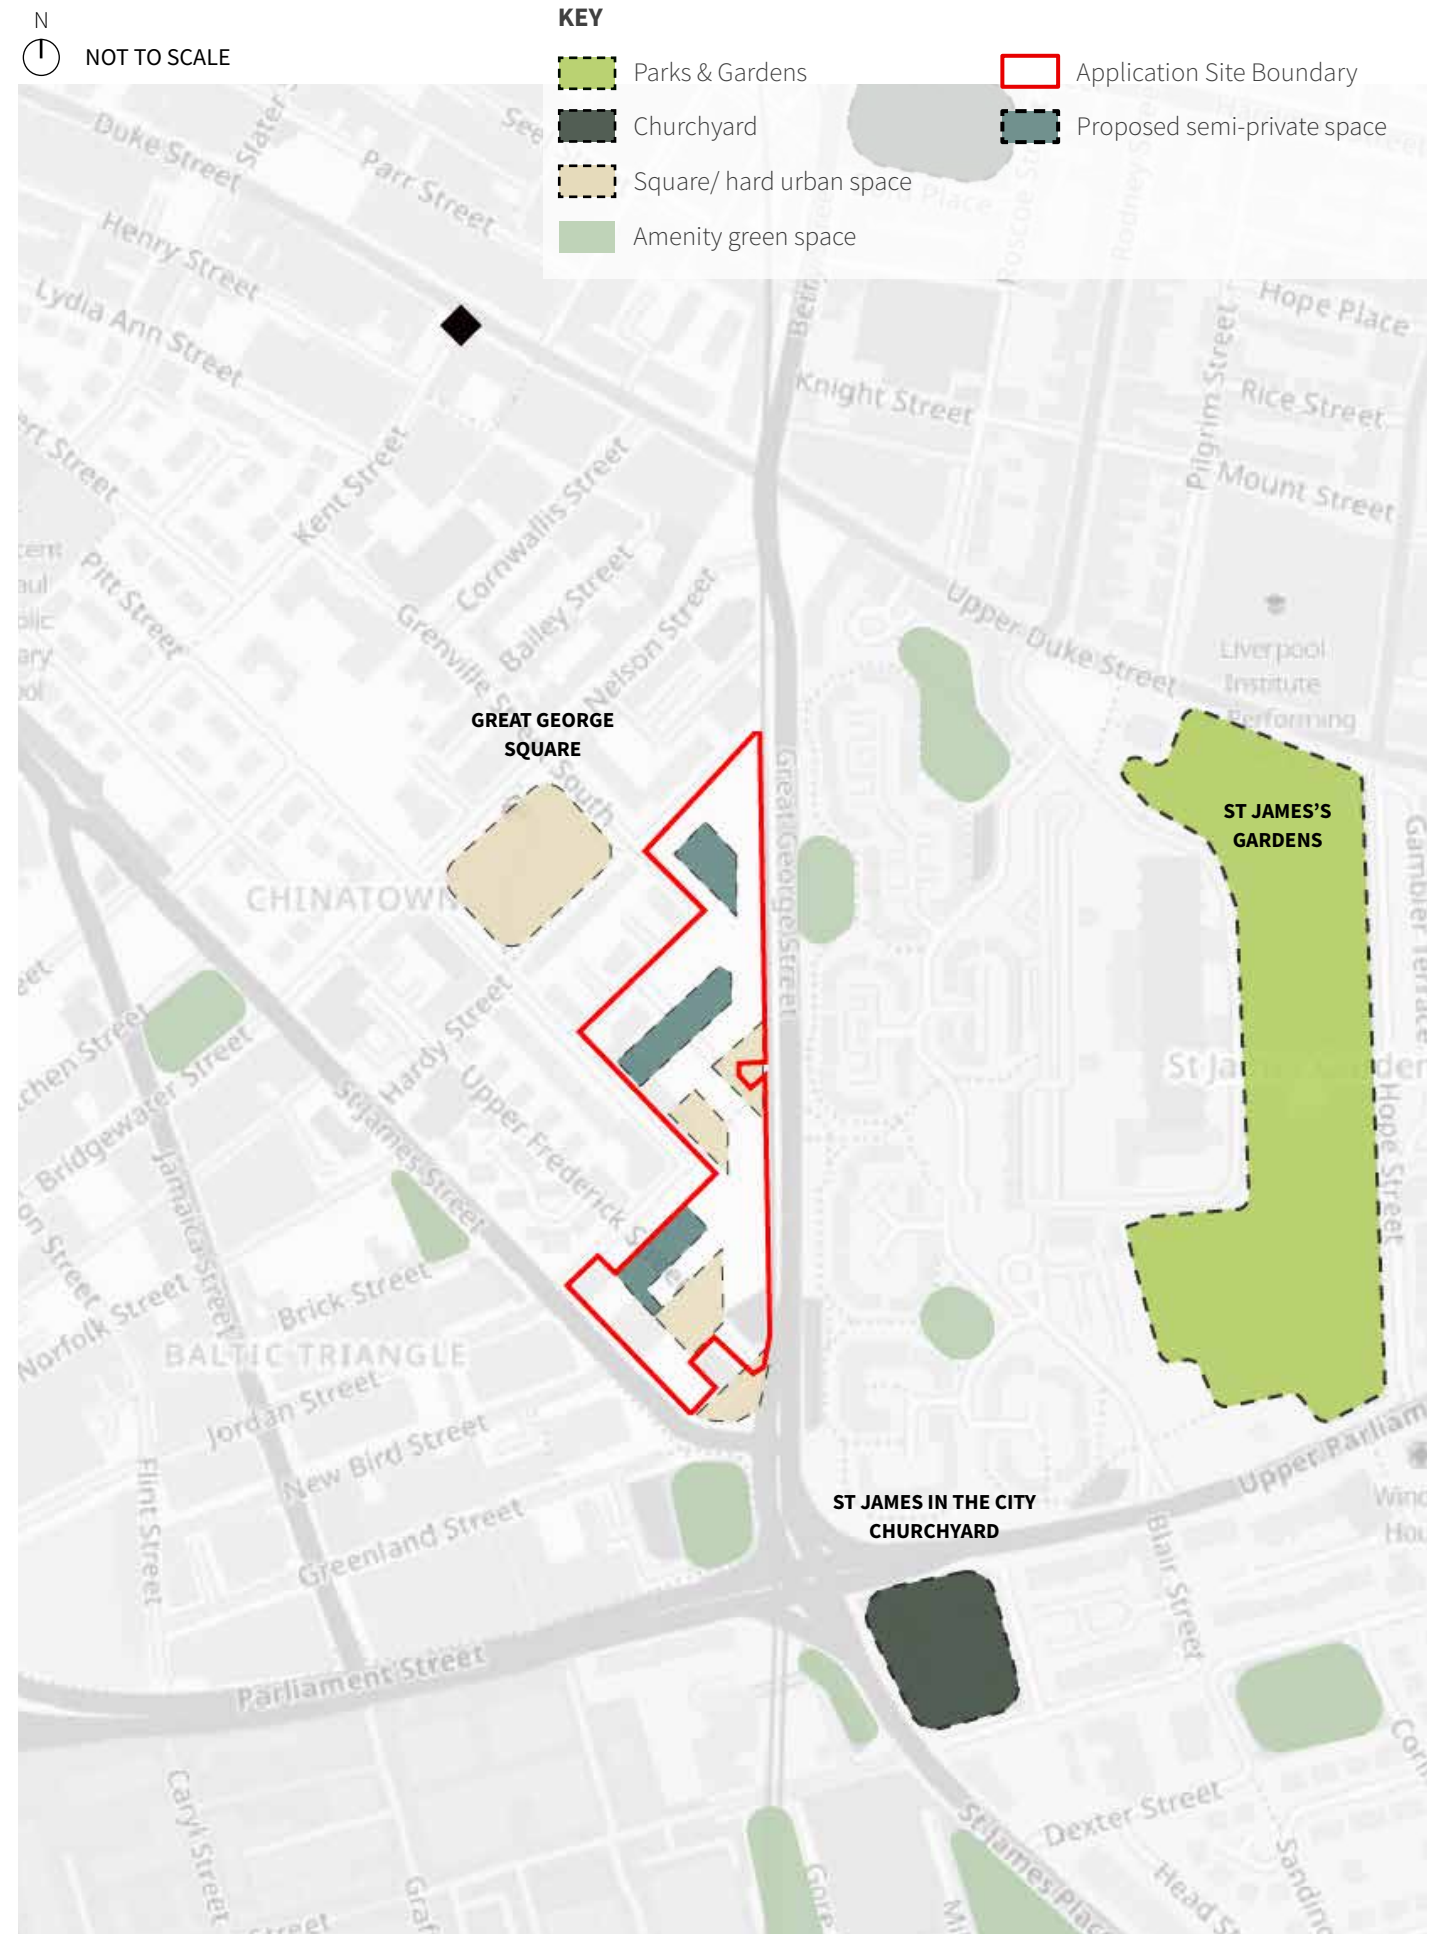 N
NOT TO SCALE
KEY
Parks & Gardens
Churchyard
Square/ hard urban space
Amenity green space
Application Site Boundary
Proposed semi-private space
Duke Street
Parr Street
Henry Street
Lydia Ann Street
Hope Place
Rice Street
Knight Street
Pilgrim Street
Mount Street
Kent Street
Cornwallis Street
Pitt Street
Bailey Street
Grenville Street South
Nelson Street
Upper Duke Street
Liverpool
Institute
Performing
GREAT GEORGE
SQUARE
Great George Street
ST JAMES'S
GARDENS
Gambier Terrace
CHINATOWN
Hardy Street
Bridgewater Street
St James Street
Upper Frederick
Hope Street
Jamaica Street
Norfolk Street
Brick Street
BALTIC TRIANGLE
Jordan Street
New Bird Street
Flint Street
Greenland Street
ST JAMES IN THE CITY
CHURCHYARD
Blair Street
Parliament Street
Caryl Street
Dexter Street
St James Place